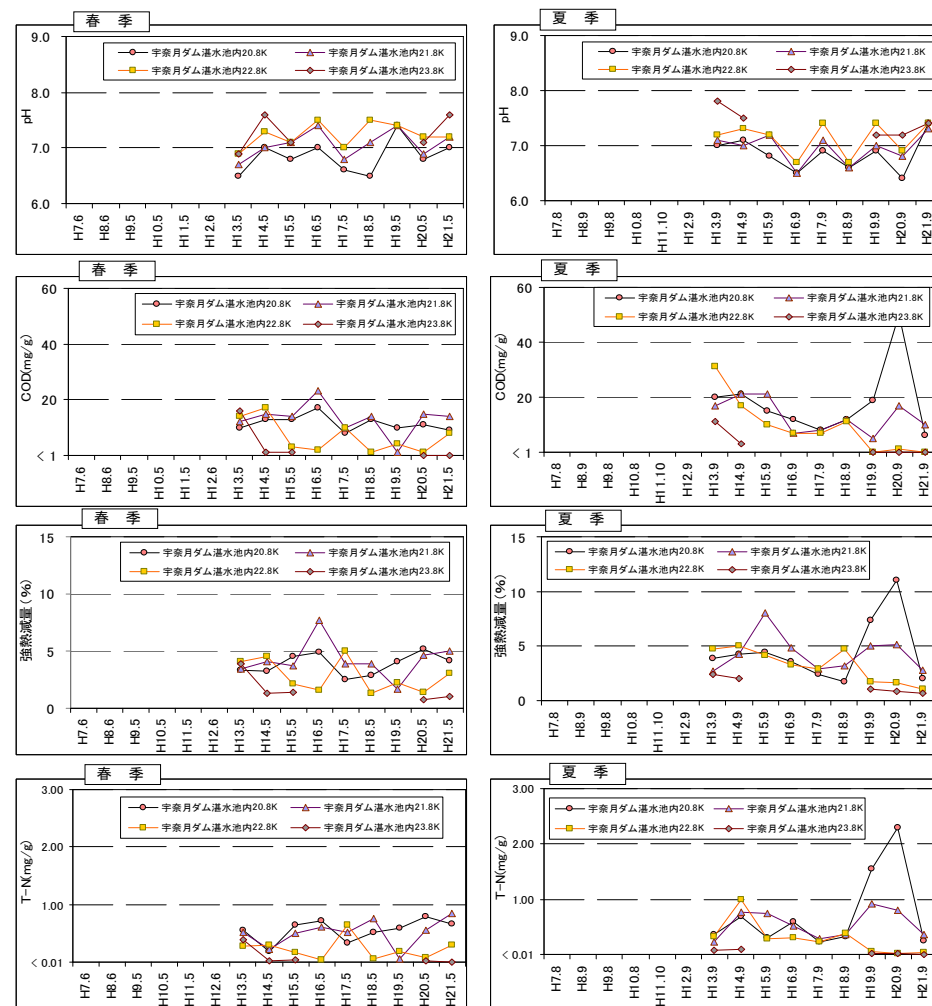 春 季
9.0
8.0
7.0
6.0
pH
宇奈月ダム湛水池内20.8K
宇奈月ダム湛水池内21.8K
宇奈月ダム湛水池内22.8K
宇奈月ダム湛水池内23.8K
H7.6
H8.6
H9.5
H10.5
H11.5
H12.6
H13.5
H14.5
H15.5
H16.5
H17.5
H18.5
H19.5
H20.5
H21.5
夏 季
9.0
8.0
7.0
6.0
pH
宇奈月ダム湛水池内20.8K
宇奈月ダム湛水池内21.8K
宇奈月ダム湛水池内22.8K
宇奈月ダム湛水池内23.8K
H7.8
H8.9
H9.8
H10.8
H11.10
H12.9
H13.9
H14.9
H15.9
H16.9
H17.9
H18.9
H19.9
H20.9
H21.9
春 季
60
40
20
< 1
COD(mg/g)
宇奈月ダム湛水池内20.8K
宇奈月ダム湛水池内21.8K
宇奈月ダム湛水池内22.8K
宇奈月ダム湛水池内23.8K
H7.6
H8.6
H9.5
H10.5
H11.5
H12.6
H13.5
H14.5
H15.5
H16.5
H17.5
H18.5
H19.5
H20.5
H21.5
夏 季
60
40
20
< 1
COD(mg/g)
宇奈月ダム湛水池内20.8K
宇奈月ダム湛水池内21.8K
宇奈月ダム湛水池内22.8K
宇奈月ダム湛水池内23.8K
H7.8
H8.9
H9.8
H10.8
H11.10
H12.9
H13.9
H14.9
H15.9
H16.9
H17.9
H18.9
H19.9
H20.9
H21.9
春 季
15
10
5
0
強熱減量(%)
宇奈月ダム湛水池内20.8K
宇奈月ダム湛水池内21.8K
宇奈月ダム湛水池内22.8K
宇奈月ダム湛水池内23.8K
H7.6
H8.6
H9.5
H10.5
H11.5
H12.6
H13.5
H14.5
H15.5
H16.5
H17.5
H18.5
H19.5
H20.5
H21.5
夏 季
15
10
5
0
強熱減量(%)
宇奈月ダム湛水池内20.8K
宇奈月ダム湛水池内21.8K
宇奈月ダム湛水池内22.8K
宇奈月ダム湛水池内23.8K
H7.8
H8.9
H9.8
H10.8
H11.10
H12.9
H13.9
H14.9
H15.9
H16.9
H17.9
H18.9
H19.9
H20.9
H21.9
春 季
3.00
2.00
1.00
< 0.01
T-N(mg/g)
宇奈月ダム湛水池内20.8K
宇奈月ダム湛水池内21.8K
宇奈月ダム湛水池内22.8K
宇奈月ダム湛水池内23.8K
H7.6
H8.6
H9.5
H10.5
H11.5
H12.6
H13.5
H14.5
H15.5
H16.5
H17.5
H18.5
H19.5
H20.5
H21.5
夏 季
3.00
2.00
1.00
< 0.01
T-N(mg/g)
宇奈月ダム湛水池内20.8K
宇奈月ダム湛水池内21.8K
宇奈月ダム湛水池内22.8K
宇奈月ダム湛水池内23.8K
H7.8
H8.9
H9.8
H10.8
H11.10
H12.9
H13.9
H14.9
H15.9
H16.9
H17.9
H18.9
H19.9
H20.9
H21.9